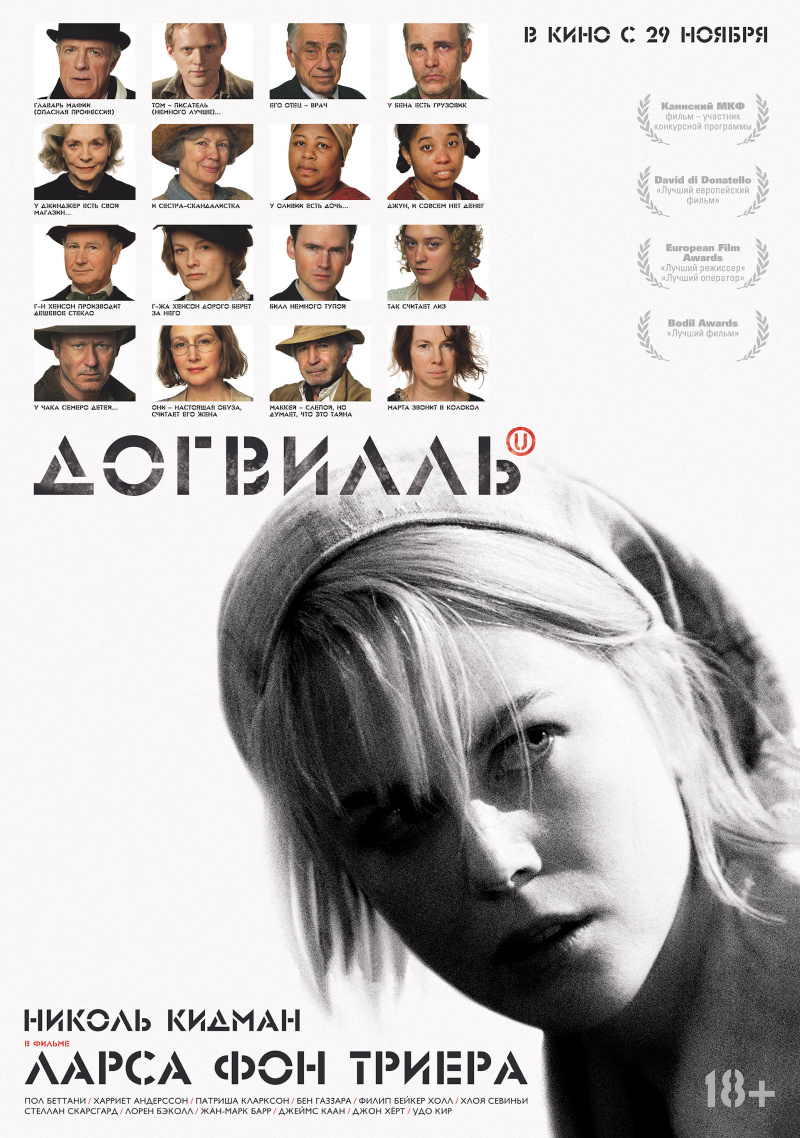 В КИНО С 29 НОЯБРЯ
ГЛАВАРЬ МАФИИ
(ОПАСНАЯ ПРОФЕССИЯ)
ТОМ – ПИСАТЕЛЬ
(НЕМНОГО ЛУЧШЕ)...
ЕГО ОТЕЦ – ВРАЧ
У БЕНА ЕСТЬ ГРУЗОВИК
У ДЖИНДЖЕР ЕСТЬ СВОЙ
МАГАЗИН...
И СЕСТРА-СКАНДАЛИСТКА
У ОЛИВИИ ЕСТЬ ДОЧЬ...
ДЖУН, И СОВСЕМ НЕТ ДЕНЕГ
Г-Н ХЕНСОН ПРОИЗВОДИТ
ДЕШЕВОЕ СТЕКЛО
Г-ЖА ХЕНСОН ДОРОГО БЕРЕТ
ЗА НЕГО
БИЛЛ НЕМНОГО ТУПОЙ
ТАК СЧИТАЕТ ЛИЗ
У ЧАКА СЕМЕРО ДЕТЕЙ...
ОНИ – НАСТОЯЩАЯ ОБУЗА,
СЧИТАЕТ ЕГО ЖЕНА
МАККЕЙ – СЛЕПОЙ, НО
ДУМАЕТ, ЧТО ЭТО ТАЙНА
МАРТА ЗВОНИТ В КОЛОКОЛ
Каннский МКФ
фильм – участник
конкурсной программы
David di Donatello
«Лучший европейский
фильм»
European Film
Awards
«Лучший режиссер»
«Лучший оператор»
Bodil Awards
«Лучший фильм»
ДОГВИЛЛЬ
U
НИКОЛЬ КИДМАН
В ФИЛЬМЕ
ЛАРСА ФОН ТРИЕРА
ПОЛ БЕТТАНИ / ХАРРИЕТ АНДЕРССОН / ПАТРИША КЛАРКСОН / БЕН ГАЗЗАРА / ФИЛИП БЕЙКЕР ХОЛЛ / ХЛОЯ СЕВИНЬИ
СТЕЛЛАН СКАРСГАРД / ЛОРЕН БЭКОЛЛ / ЖАН-МАРК БАРР / ДЖЕЙМС КААН / ДЖОН ХЁРТ / УДО КИР
18+